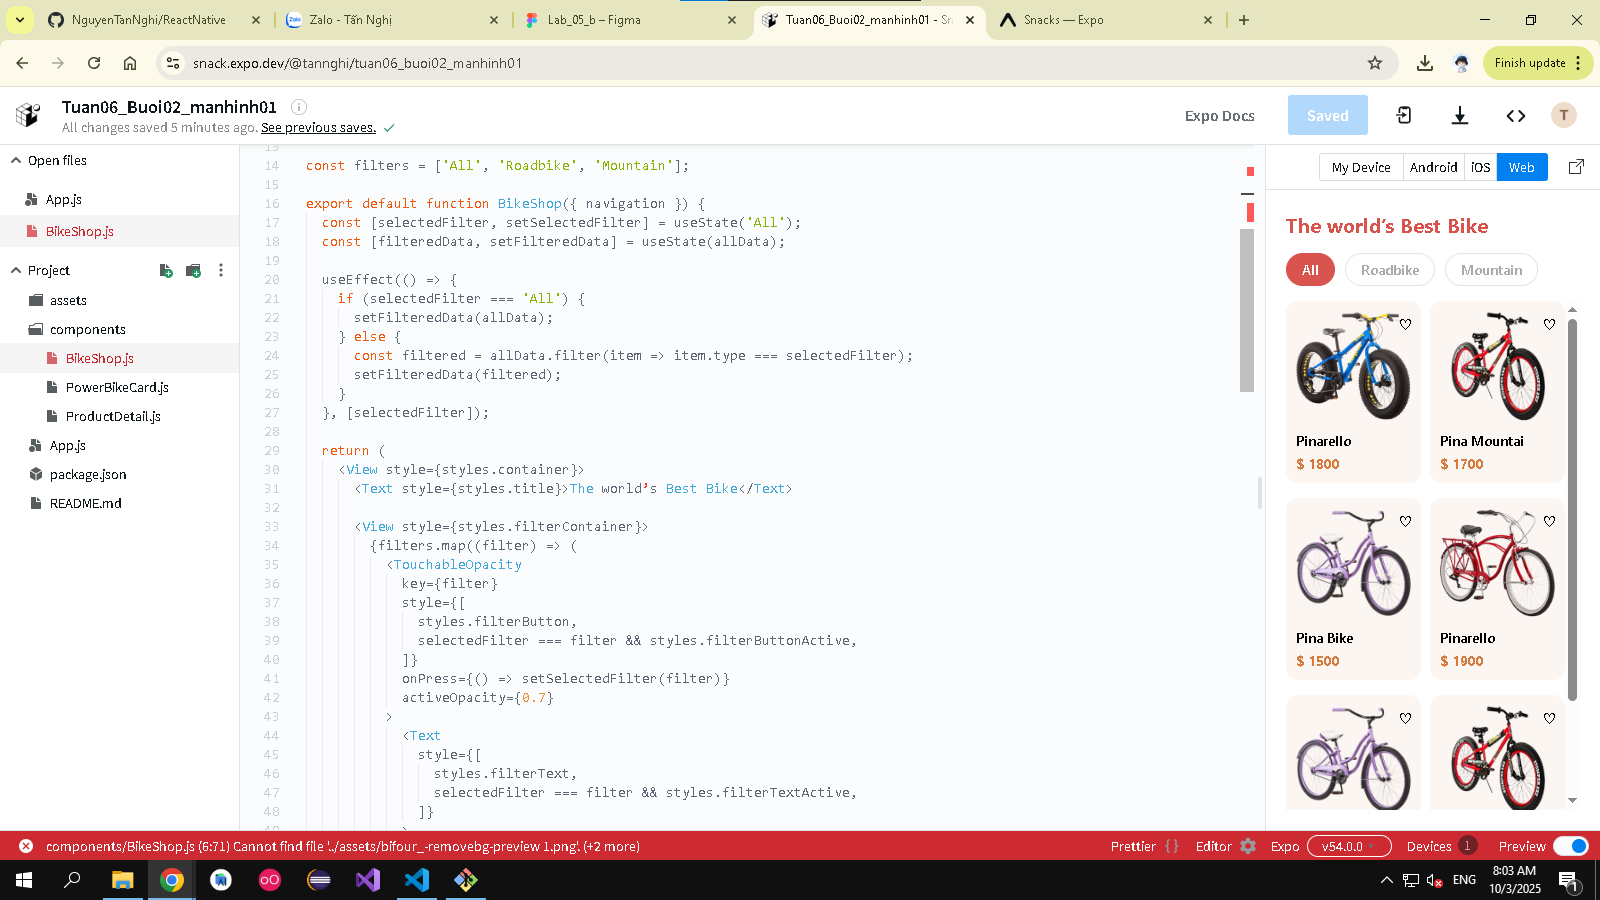 NguyenTanNghi/ReactNative
Zalo - Tấn Nghị
Lab_05_b – Figma
Tuan06_Buoi02_manhinh01 - Sn
Snacks — Expo
snack.expo.dev/@tannghi/tuan06_buoi02_manhinh01
Finish update
Tuan06_Buoi02_manhinh01
All changes saved 5 minutes ago. See previous saves.
Expo Docs
Saved
T
Open files
App.js
BikeShop.js
Project
assets
components
BikeShop.js
PowerBikeCard.js
ProductDetail.js
App.js
package.json
README.md
13
14 const filters = ['All', 'Roadbike', 'Mountain'];
15
16 export default function BikeShop({ navigation }) {
17 const [selectedFilter, setSelectedFilter] = useState('All');
18 const [filteredData, setFilteredData] = useState(allData);
19
20 useEffect(() => {
21 if (selectedFilter === 'All') {
22 setFilteredData(allData);
23 } else {
24 const filtered = allData.filter(item => item.type === selectedFilter);
25 setFilteredData(filtered);
26 }
27 }, [selectedFilter]);
28
29 return (
30 <View style={styles.container}>
31 <Text style={styles.title}>The world’s Best Bike</Text>
32
33 <View style={styles.filterContainer}>
34 {filters.map((filter) => (
35 <TouchableOpacity
36 key={filter}
37 style={[
38 styles.filterButton,
39 selectedFilter === filter && styles.filterButtonActive,
40 ]}
41 onPress={() => setSelectedFilter(filter)}
42 activeOpacity={0.7}
43 >
44 <Text
45 style={[
46 styles.filterText,
47 selectedFilter === filter && styles.filterTextActive,
48 ]}
49 >
My Device
Android
iOS
Web
The world’s Best Bike
All
Roadbike
Mountain
Pinarello
$ 1800
Pina Mountai
$ 1700
Pina Bike
$ 1500
Pinarello
$ 1900
components/BikeShop.js (6:71) Cannot find file '../assets/bifour_-removebg-preview 1.png'. (+2 more)
Prettier { }
Editor
Expo
v54.0.0
Devices 1
Preview
ENG
8:03 AM
10/3/2025
1